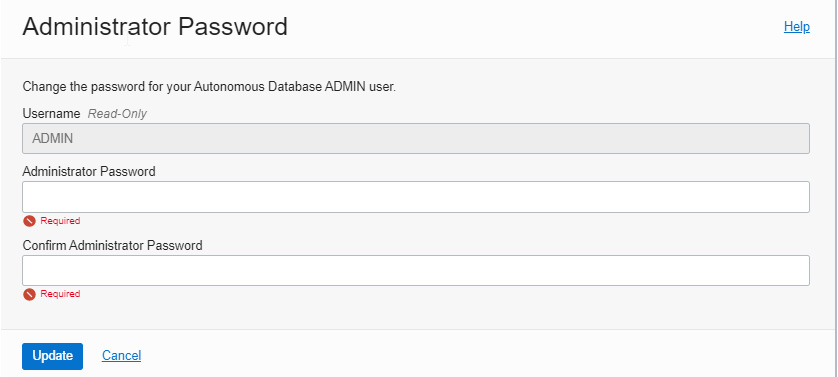 Administrator Password
Help
Change the password for your Autonomous Database ADMIN user.
Username Read-Only
ADMIN
Administrator Password
Required
Confirm Administrator Password
Required
Update Cancel